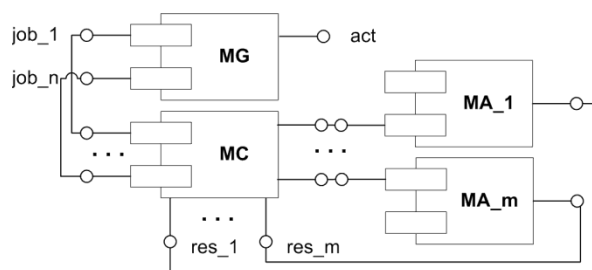 job_1
MG
act
job_n
MA_1
MC
. . .
. . .
MA_m
. . .
res_1
res_m